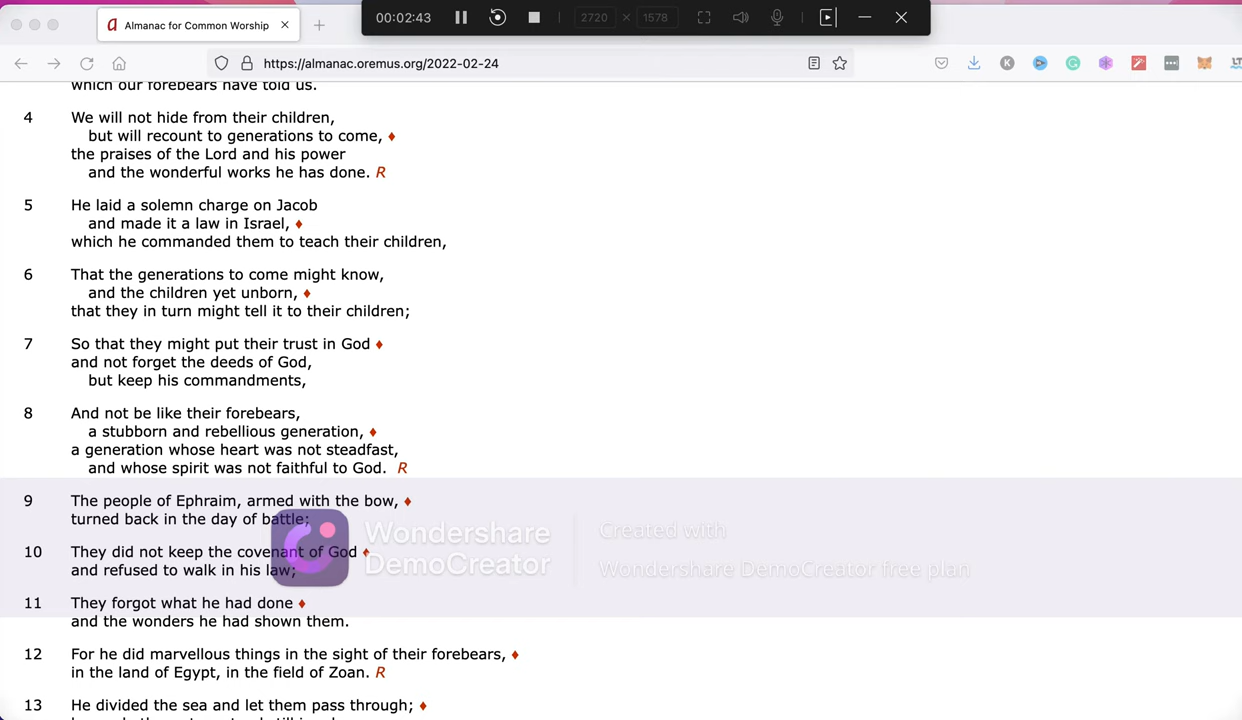 00:02:43
2720 × 1578
a Almanac for Common Worship
https://almanac.oremus.org/2022-02-24
which our forebears have told us.
4 We will not hide from their children,
but will recount to generations to come, ♦
the praises of the Lord and his power
and the wonderful works he has done. R
5 He laid a solemn charge on Jacob
and made it a law in Israel, ♦
which he commanded them to teach their children,
6 That the generations to come might know,
and the children yet unborn, ♦
that they in turn might tell it to their children;
7 So that they might put their trust in God ♦
and not forget the deeds of God,
but keep his commandments,
8 And not be like their forebears,
a stubborn and rebellious generation, ♦
a generation whose heart was not steadfast,
and whose spirit was not faithful to God. R
9 The people of Ephraim, armed with the bow, ♦
turned back in the day of battle;
10 They did not keep the covenant of God ♦
and refused to walk in his law;
11 They forgot what he had done ♦
and the wonders he had shown them.
12 For he did marvellous things in the sight of their forebears, ♦
in the land of Egypt, in the field of Zoan. R
13 He divided the sea and let them pass through; ♦
Wondershare
DemoCreator
Created with
Wondershare DemoCreator free plan